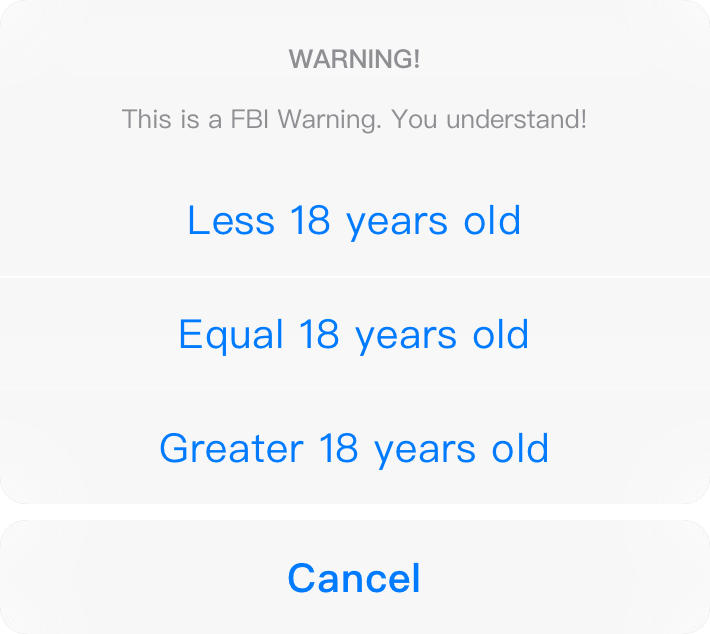 WARNING!
This is a FBI Warning. You understand!
Less 18 years old
Equal 18 years old
Greater 18 years old
Cancel